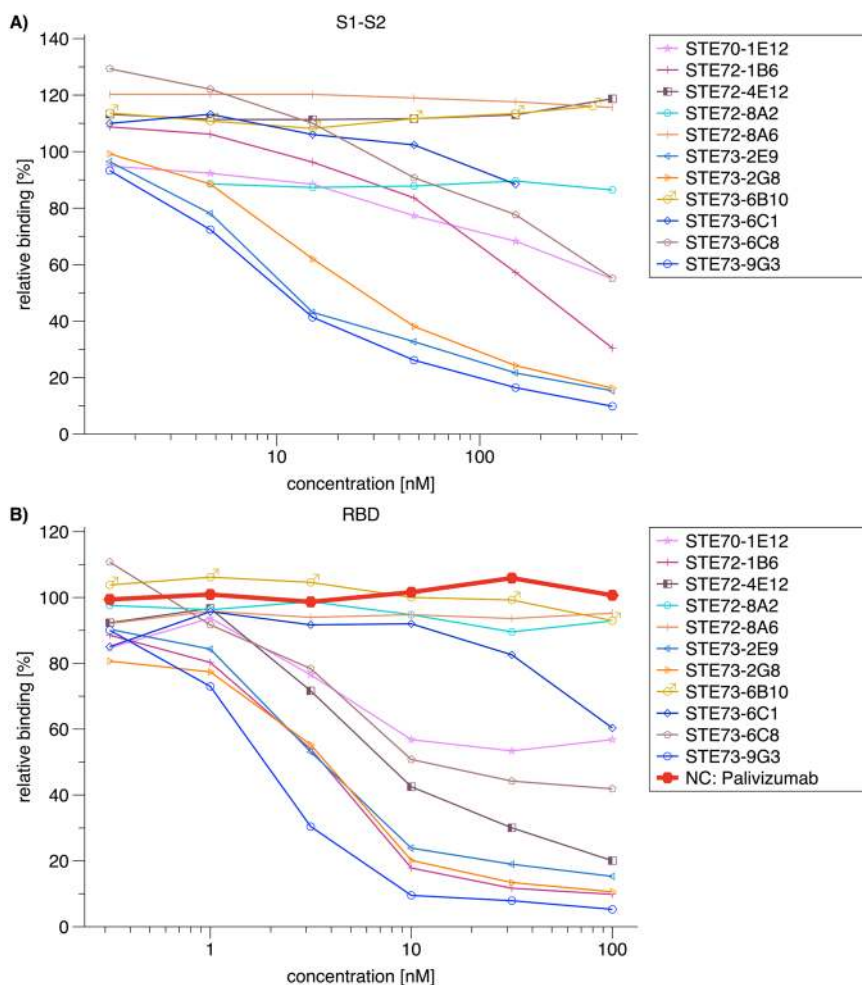 A)
S1-S2
140
120
100
80
60
40
20
0
relative binding [%]
10
100
concentration [nM]
STE70-1E12
STE72-1B6
STE72-4E12
STE72-8A2
STE72-8A6
STE73-2E9
STE73-2G8
STE73-6B10
STE73-6C1
STE73-6C8
STE73-9G3
B)
RBD
120
100
80
60
40
20
0
relative binding [%]
1
10
100
concentration [nM]
STE70-1E12
STE72-1B6
STE72-4E12
STE72-8A2
STE72-8A6
STE73-2E9
STE73-2G8
STE73-6B10
STE73-6C1
STE73-6C8
STE73-9G3
NC: Palivizumab